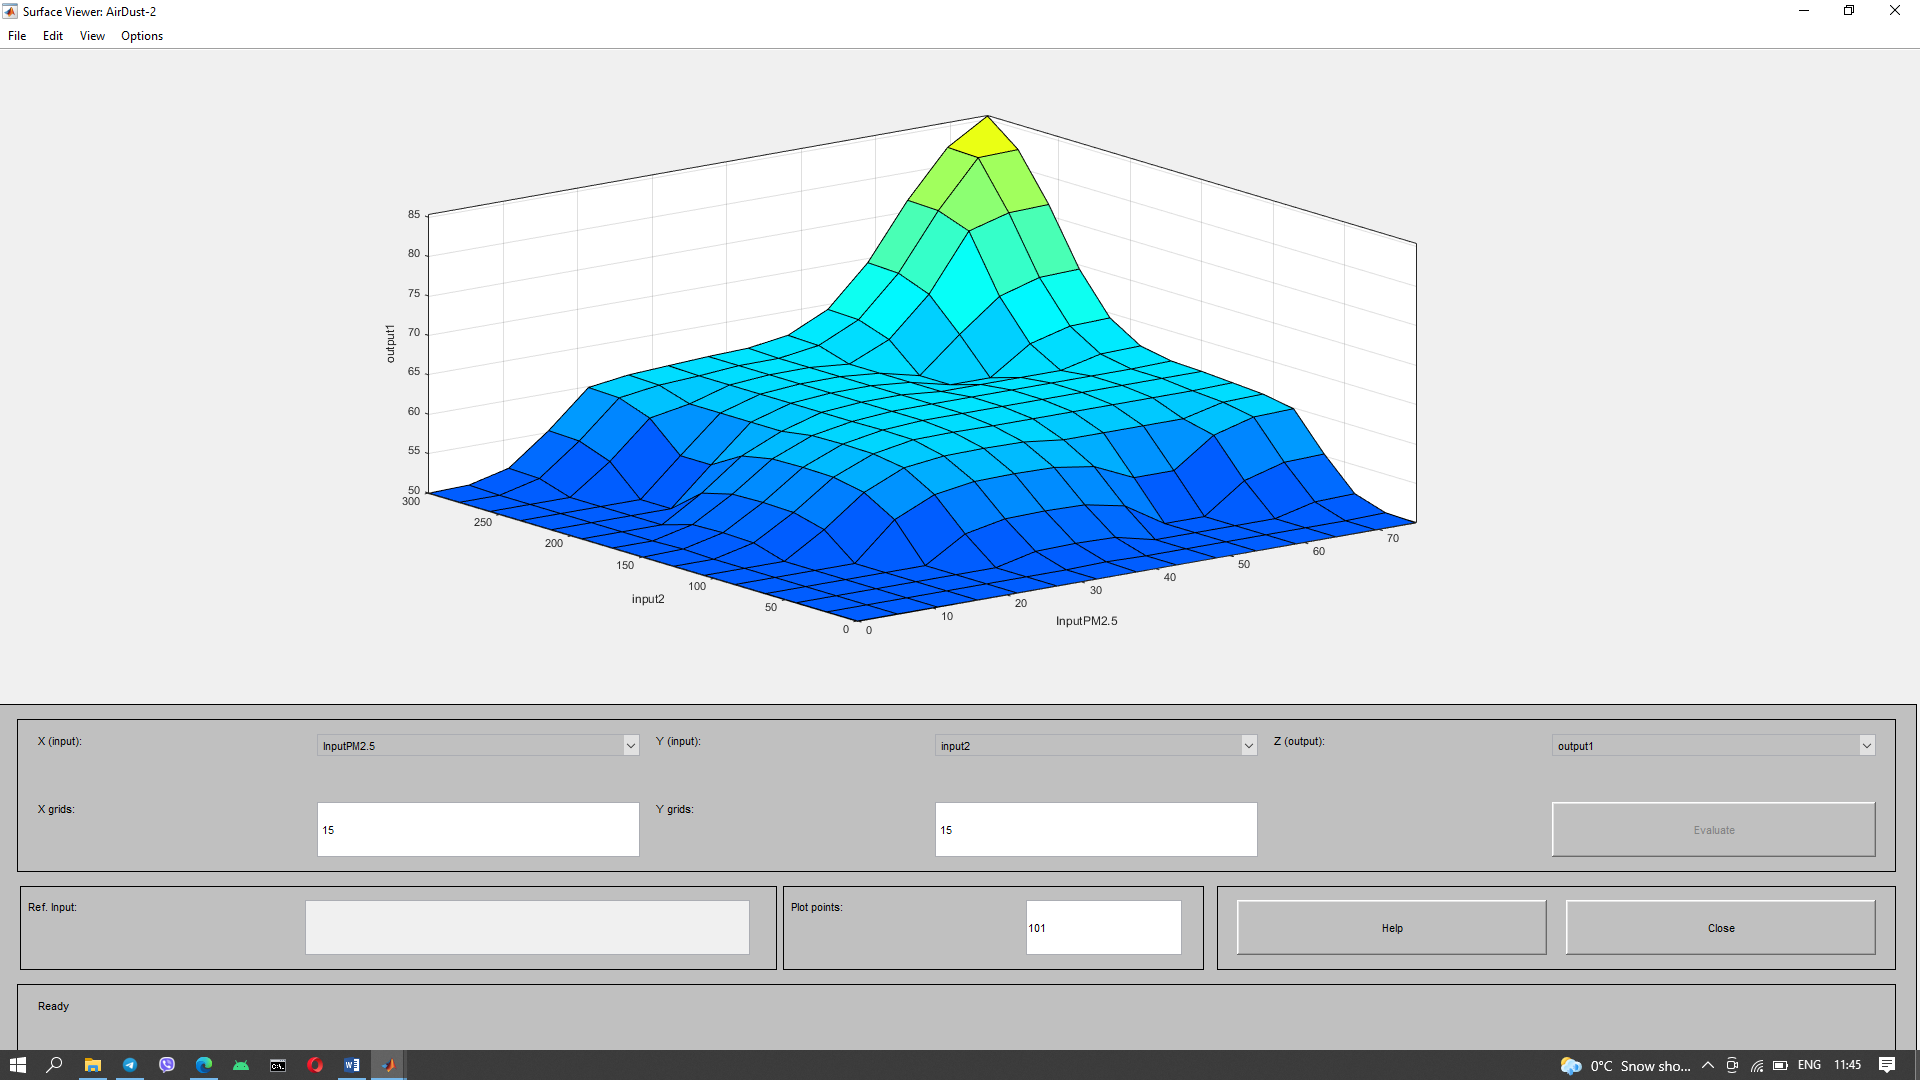 Surface Viewer: AirDust-2
File Edit View Options
85
80
75
70
65
60
55
50
output1
300
250
200
150
100
50
0
input2
0
10
20
30
40
50
60
70
InputPM2.5
X (input):
InputPM2.5
Y (input):
input2
Z (output):
output1
X grids:
15
Y grids:
15
Evaluate
Ref. Input:
Plot points:
101
Help
Close
Ready
0°C Snow sho...
ENG
11:45